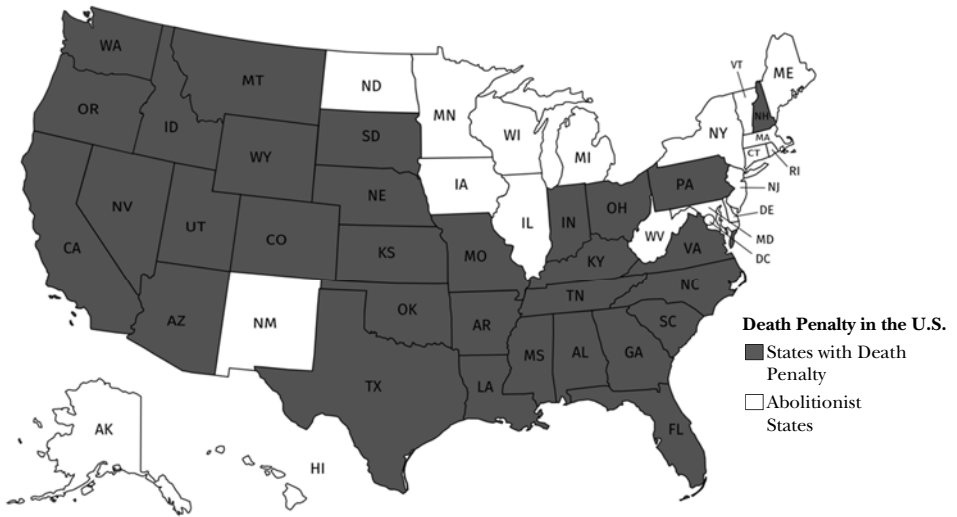 WA
MT
ND
MN
VT
ME
OR
ID
SD
WI
NY
NH
MA
CT
RI
WY
MI
IA
NE
PA
NJ
NV
UT
CO
IL
IN
OH
DE
CA
KS
MO
WV
VA
MD
DC
KY
NC
AZ
NM
OK
AR
TN
SC
MS
AL
GA
TX
LA
FL
AK
HI
Death Penalty in the U.S.
States with Death
Penalty
Abolitionist
States